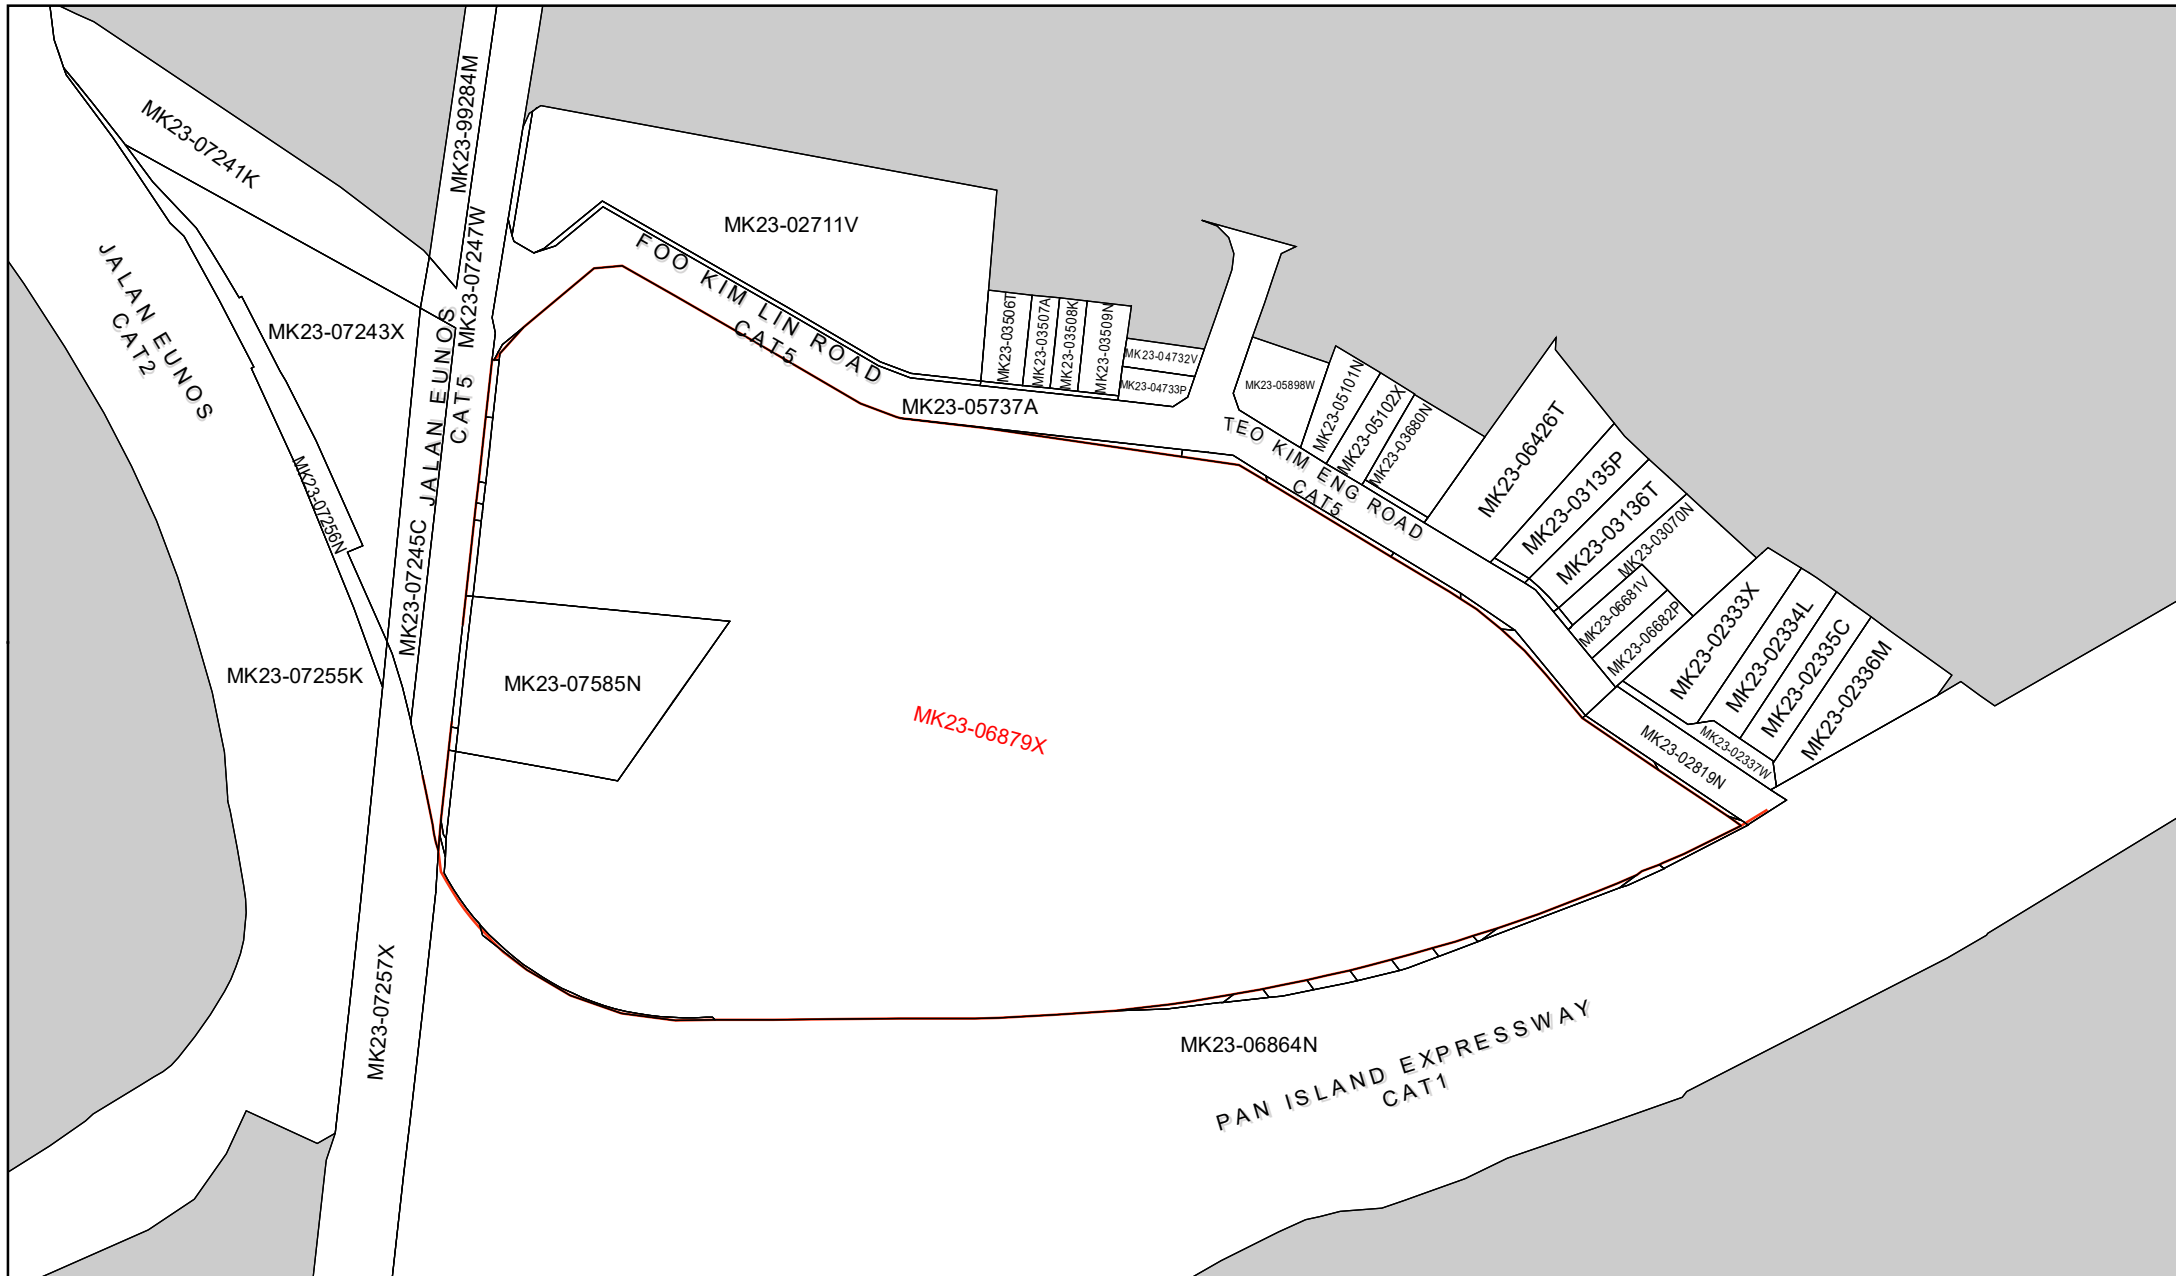 MK23-99284M
MK23-07241K
MK23-07247W
MK23-02711V
FOO KIM LIN ROAD
CAT5
JALAN EUNOS
CAT2
MK23-07243X
JALAN EUNOS
CAT5
MK23-03506T
MK23-03507A
MK23-03508K
MK23-03509N
MK23-04732V
MK23-04733P
MK23-05898W
MK23-05737A
MK23-05101N
MK23-05102X
MK23-03680N
TEO KIM ENG ROAD
CAT5
MK23-06426T
MK23-03135P
MK23-03136T
MK23-03070N
MK23-07256N
MK23-07245C
MK23-06681V
MK23-06682P
MK23-02333X
MK23-02334L
MK23-02335C
MK23-02336M
MK23-07255K
MK23-07585N
MK23-06879X
MK23-02337W
MK23-02819N
MK23-07257X
MK23-06864N
PAN ISLAND EXPRESSWAY
CAT1